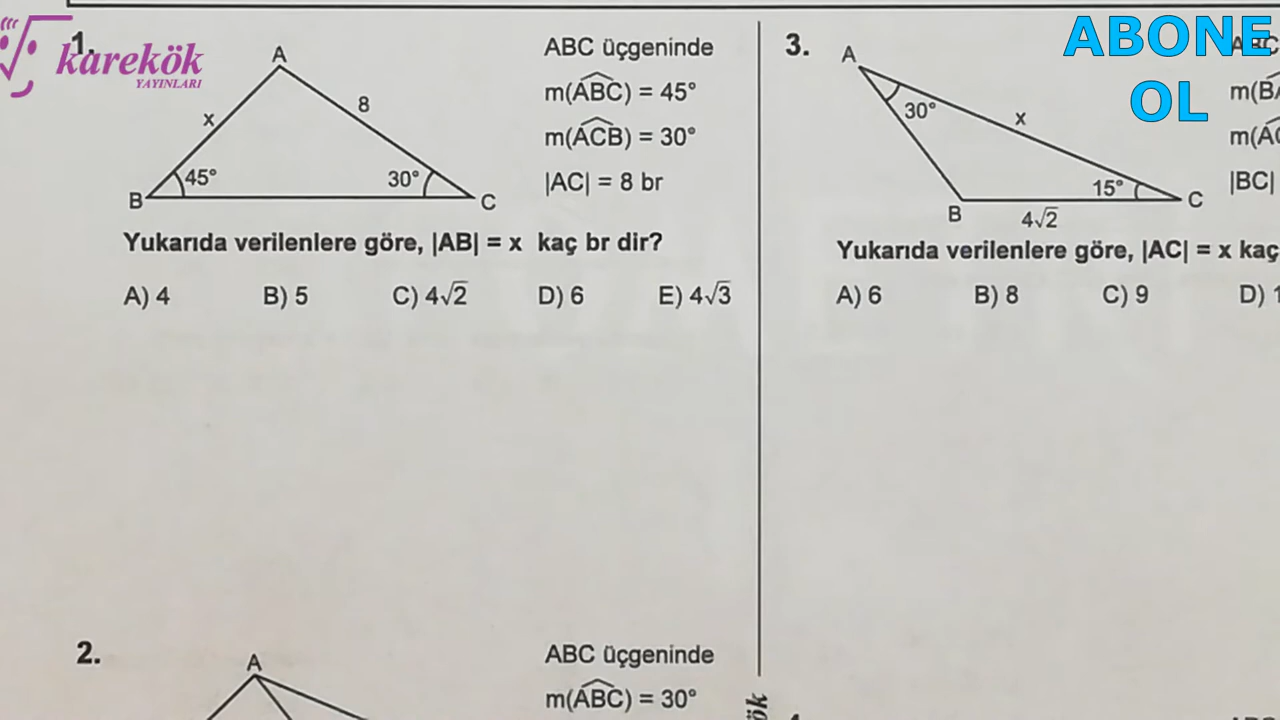 karekök
YAYINLARI
ABONE
OL
1.
A
x
8
45°
30°
B
C
ABC üçgeninde
m(ABC) = 45°
m(ACB) = 30°
|AC| = 8 br
Yukarıda verilenlere göre, |AB| = x kaç br dir?
A) 4 B) 5 C) 4√2 D) 6 E) 4√3
2.
A
ABC üçgeninde
m(ABC) = 30°
3.
A
30°
x
15°
B
C
4√2
|BC|
Yukarıda verilenlere göre, |AC| = x kaç
A) 6 B) 8 C) 9 D)